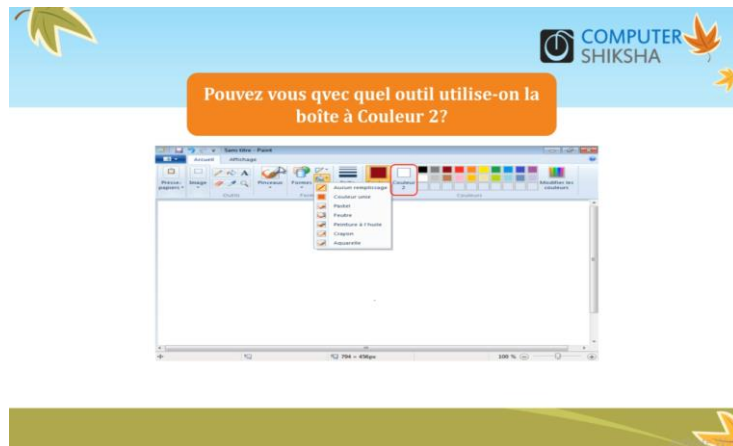 COMPUTER
SHIKSHA
Pouvez vous qvec quel outil utilise-on la
boîte à Couleur 2?
Sans titre - Paint
Accueil Affichage
Presse-
papiers
Image
Pinceaux
Formes
Couleur
2
Modifier les
couleurs
Outils
Couleurs
Aucun remplissage
Couleur unie
Pastel
Feutre
Peinture à l'huile
Crayon
Aquarelle
794 × 496px
100 %